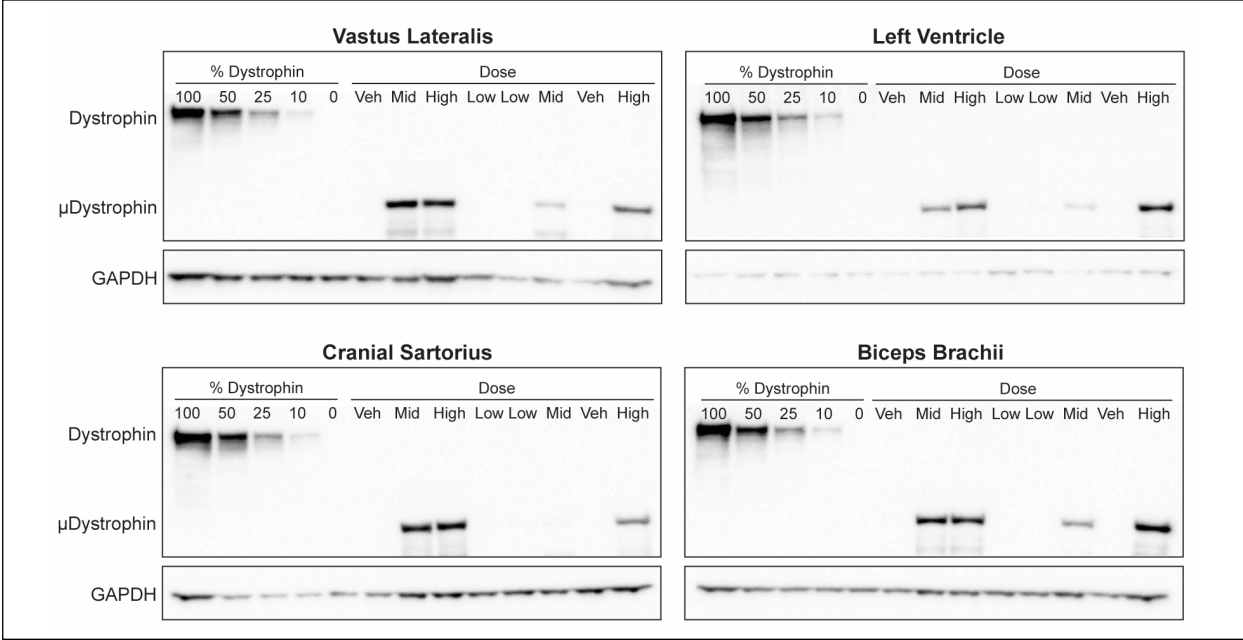 Vastus Lateralis
% Dystrophin Dose
100 50 25 10 0 Veh Mid High Low Low Mid Veh High
Dystrophin
µDystrophin
GAPDH
Left Ventricle
% Dystrophin Dose
100 50 25 10 0 Veh Mid High Low Low Mid Veh High
Cranial Sartorius
% Dystrophin Dose
100 50 25 10 0 Veh Mid High Low Low Mid Veh High
Dystrophin
µDystrophin
GAPDH
Biceps Brachii
% Dystrophin Dose
100 50 25 10 0 Veh Mid High Low Low Mid Veh High